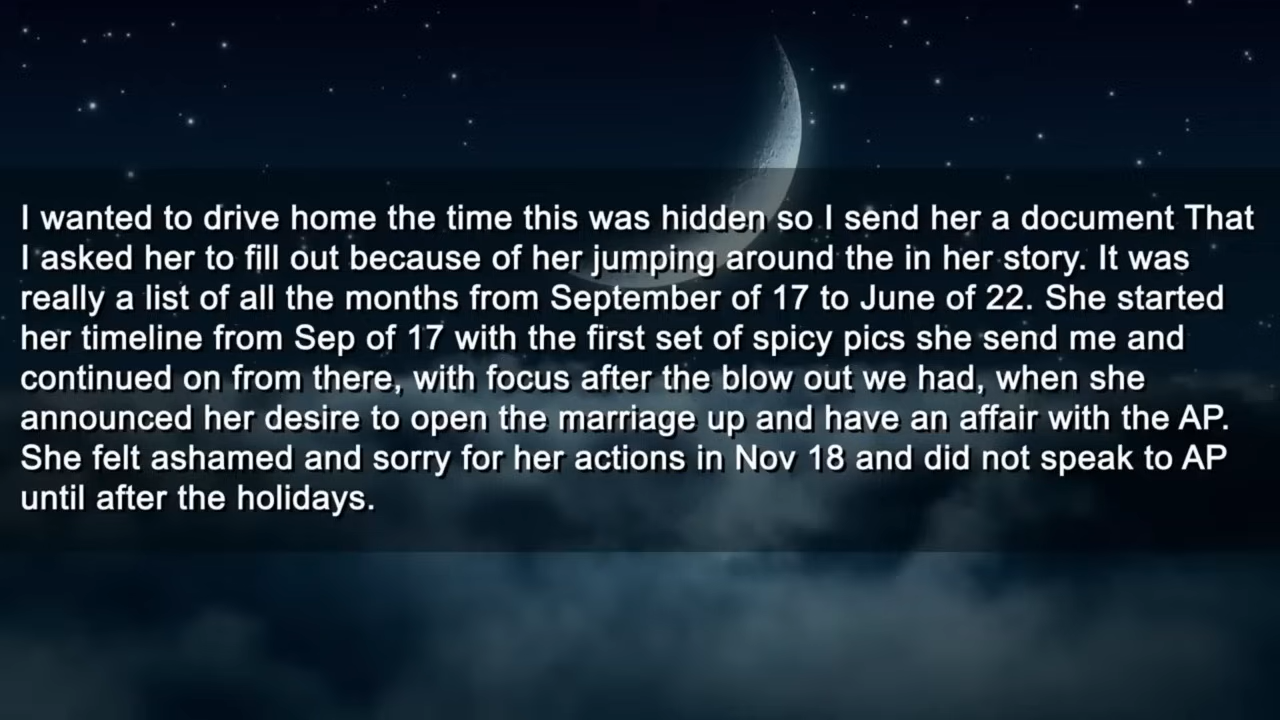 I wanted to drive home the time this was hidden so I send her a document That
I asked her to fill out because of her jumping around the in her story. It was
really a list of all the months from September of 17 to June of 22. She started
her timeline from Sep of 17 with the first set of spicy pics she send me and
continued on from there, with focus after the blow out we had, when she
announced her desire to open the marriage up and have an affair with the AP.
She felt ashamed and sorry for her actions in Nov 18 and did not speak to AP
until after the holidays.